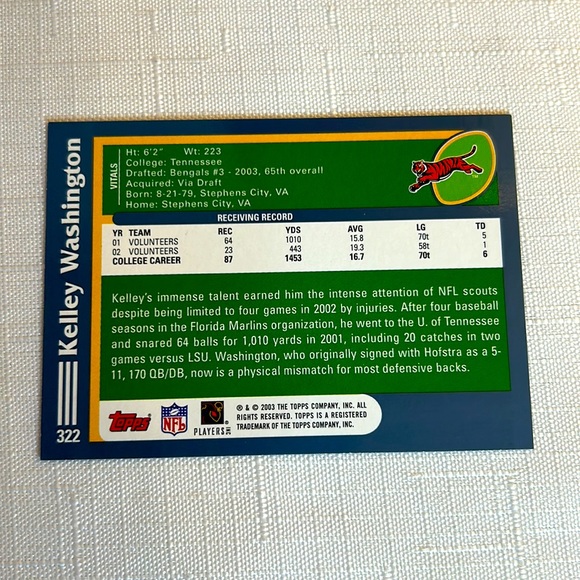 Kelley Washington
322
VITALS
Ht: 6'2" Wt: 223
College: Tennessee
Drafted: Bengals #3 - 2003, 65th overall
Acquired: Via Draft
Born: 8-21-79, Stephens City, VA
Home: Stephens City, VA
RECEIVING RECORD
YR TEAM REC YDS AVG LG TD
01 VOLUNTEERS 64 1010 15.8 70t 5
02 VOLUNTEERS 23 443 19.3 58t 1
COLLEGE CAREER 87 1453 16.7 70t 6
Kelley's immense talent earned him the intense attention of NFL scouts
despite being limited to four games in 2002 by injuries. After four baseball
seasons in the Florida Marlins organization, he went to the U. of Tennessee
and snared 64 balls for 1,010 yards in 2001, including 20 catches in two
games versus LSU. Washington, who originally signed with Hofstra as a 5-
11, 170 QB/DB, now is a physical mismatch for most defensive backs.
Topps
NFL
PLAYERS INC
® & © 2003 THE TOPPS COMPANY, INC. ALL
RIGHTS RESERVED. TOPPS IS A REGISTERED
TRADEMARK OF THE TOPPS COMPANY, INC.